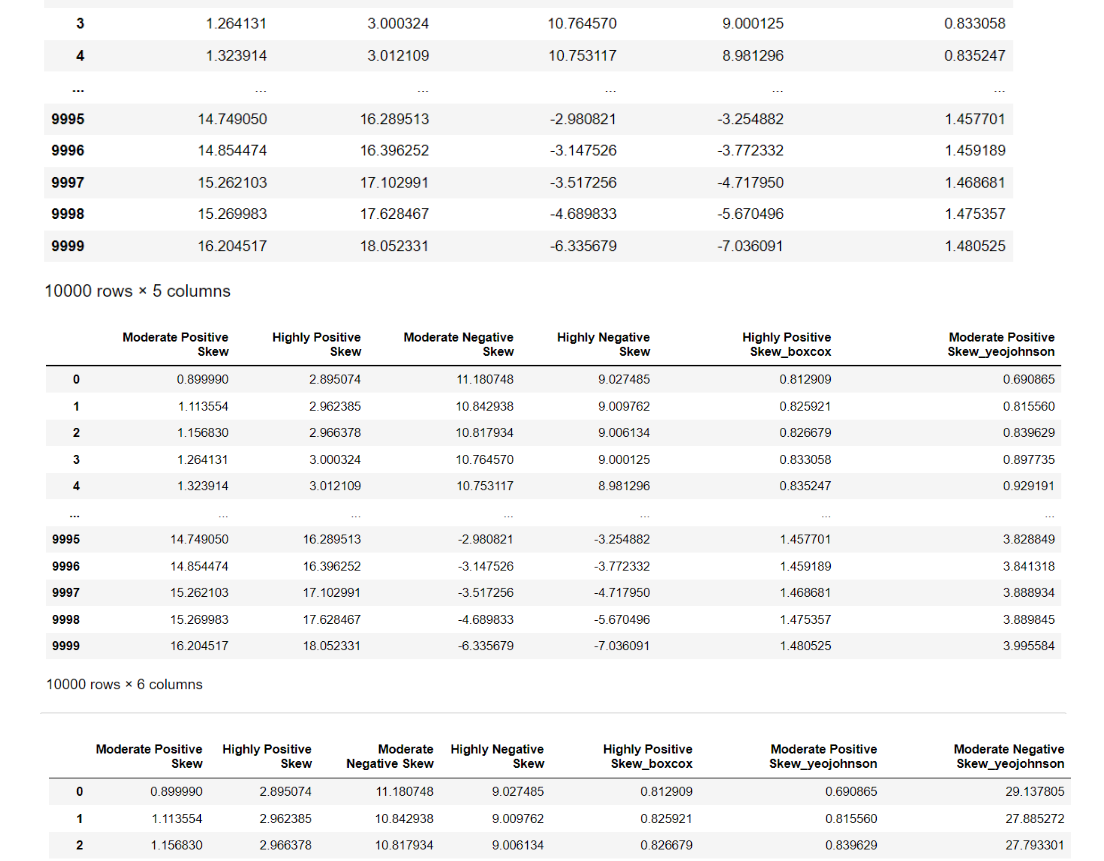 3 1.264131 3.000324 10.764570 9.000125 0.833058
4 1.323914 3.012109 10.753117 8.981296 0.835247
... ... ... ... ... ...
9995 14.749050 16.289513 -2.980821 -3.254882 1.457701
9996 14.854474 16.396252 -3.147526 -3.772332 1.459189
9997 15.262103 17.102991 -3.517256 -4.717950 1.468681
9998 15.269983 17.628467 -4.689833 -5.670496 1.475357
9999 16.204517 18.052331 -6.335679 -7.036091 1.480525
10000 rows × 5 columns
Moderate Positive Highly Positive Moderate Negative Highly Negative Highly Positive Moderate Positive
Skew Skew Skew Skew Skew_boxcox Skew_yeojohnson
0 0.899990 2.895074 11.180748 9.027485 0.812909 0.690865
1 1.113554 2.962385 10.842938 9.009762 0.825921 0.815560
2 1.156830 2.966378 10.817934 9.006134 0.826679 0.839629
3 1.264131 3.000324 10.764570 9.000125 0.833058 0.897735
4 1.323914 3.012109 10.753117 8.981296 0.835247 0.929191
... ... ... ... ... ... ...
9995 14.749050 16.289513 -2.980821 -3.254882 1.457701 3.828849
9996 14.854474 16.396252 -3.147526 -3.772332 1.459189 3.841318
9997 15.262103 17.102991 -3.517256 -4.717950 1.468681 3.888934
9998 15.269983 17.628467 -4.689833 -5.670496 1.475357 3.889845
9999 16.204517 18.052331 -6.335679 -7.036091 1.480525 3.995584
10000 rows × 6 columns
Moderate Positive Highly Positive Moderate Highly Negative Highly Positive Moderate Positive Moderate Negative
Skew Skew Negative Skew Skew Skew_boxcox Skew_yeojohnson Skew_yeojohnson
0 0.899990 2.895074 11.180748 9.027485 0.812909 0.690865 29.137805
1 1.113554 2.962385 10.842938 9.009762 0.825921 0.815560 27.885272
2 1.156830 2.966378 10.817934 9.006134 0.826679 0.839629 27.793301